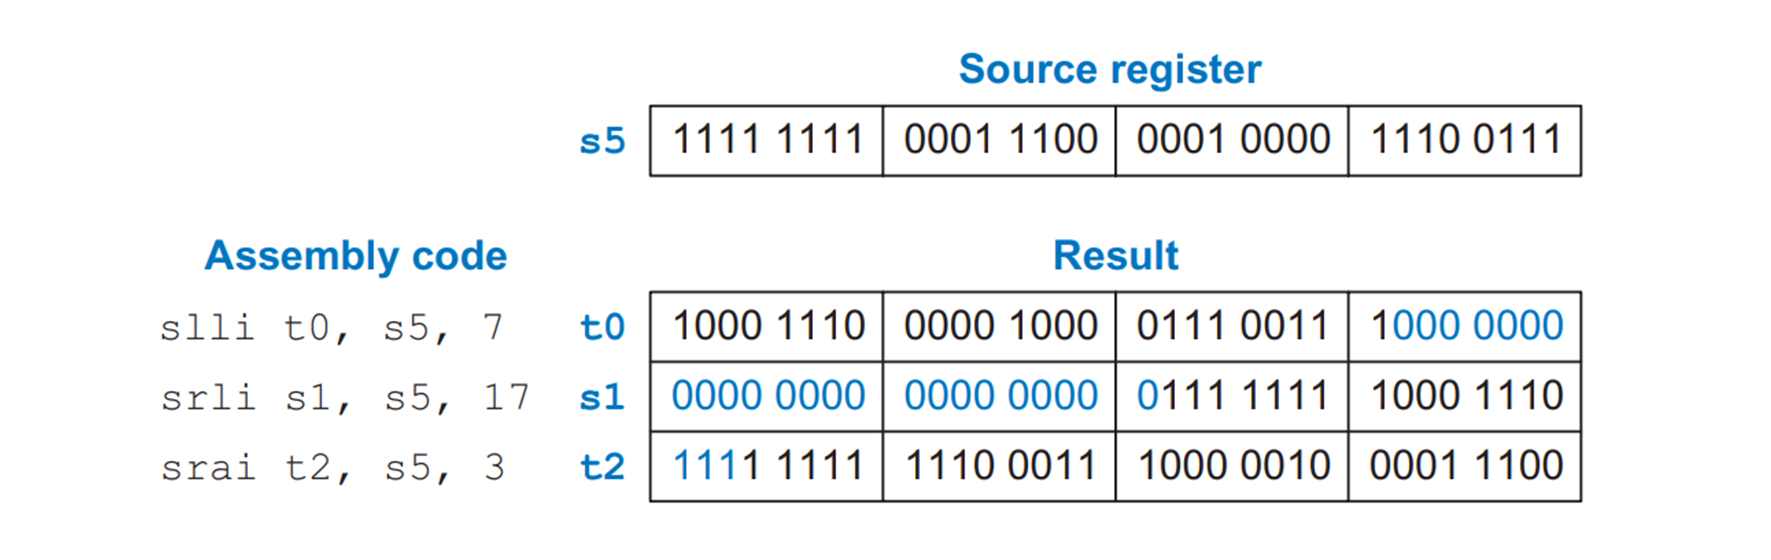 Source register
s5 1111 1111 0001 1100 0001 0000 1110 0111
Assembly code Result
slli t0, s5, 7 t0 1000 1110 0000 1000 0111 0011 1000 0000
srli s1, s5, 17 s1 0000 0000 0000 0000 0111 1111 1000 1110
srai t2, s5, 3 t2 1111 1111 1110 0011 1000 0010 0001 1100